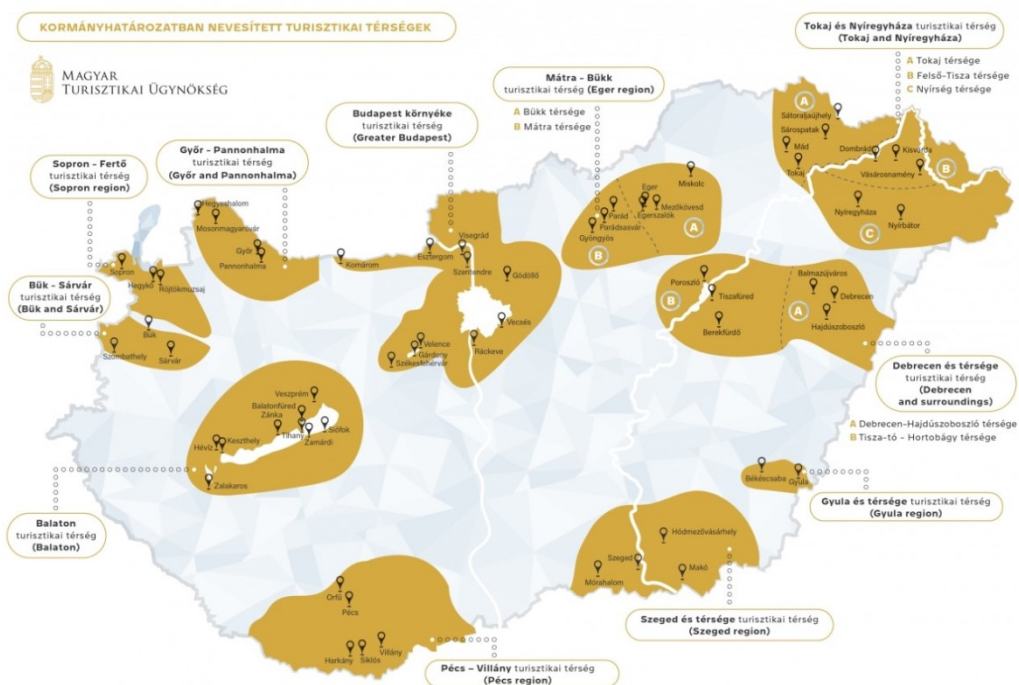 KORMÁNYHATÁROZATBAN NEVESÍTETT TURISZTIKAI TÉRSÉGEK
MAGYAR
TURISZTIKAI ÜGYNÖKSÉG
Tokaj és Nyíregyháza turisztikai térség
(Tokaj and Nyíregyháza)
A Tokaj térsége
B Felső-Tisza térsége
C Nyírség térsége
Mátra - Bükk
turisztikai térség (Eger region)
A Bükk térsége
B Mátra térsége
Budapest környéke
turisztikai térség
(Greater Budapest)
Győr - Pannonhalma
turisztikai térség
(Győr and Pannonhalma)
Sopron - Fertő
turisztikai térség
(Sopron region)
Bük - Sárvár
turisztikai térség
(Bük and Sárvár)
A
Sátoraljaújhely
Sárospatak
Mád
Tokaj
Dombrád
Kisvárda
Vásárosnamény
B
Nyíregyháza
Nyírbátor
C
Miskolc
Eger
Mezőkövesd
Egerszalók
Parád
Parádsasvár
Gyöngyös
A
B
Hegyeshalom
Mosonmagyaróvár
Győr
Pannonhalma
Komárom
Esztergom
Visegrád
Szentendre
Gödöllő
Vecsés
Ráckeve
Velence
Gárdony
Székesfehérvár
Sopron
Hegykő
Röjtökmuzsaj
Bük
Szombathely
Sárvár
Poroszló
Tiszafüred
B
Berekfürdő
Balmazújváros
Debrecen
A
Hajdúszoboszló
Debrecen és térsége
turisztikai térség
(Debrecen
and surroundings)
A Debrecen-Hajdúszoboszló térsége
B Tisza-tó - Hortobágy térsége
Veszprém
Balatonfüred
Zánka
Tihany
Siófok
Zamárdi
Keszthely
Hévíz
Zalakaros
Balaton
turisztikai térség
(Balaton)
Békéscsaba
Gyula
Gyula és térsége turisztikai térség
(Gyula region)
Hódmezővásárhely
Szeged
Makó
Mórahalom
Szeged és térsége turisztikai térség
(Szeged region)
Orfű
Pécs
Harkány
Siklós
Villány
Pécs - Villány turisztikai térség
(Pécs region)